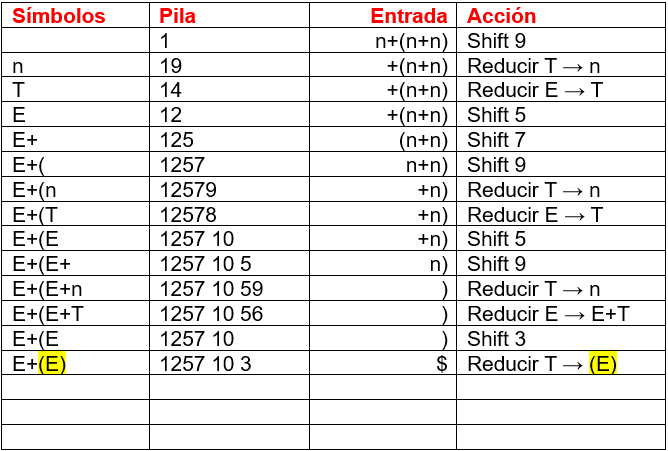 Símbolos Pila Entrada Acción
1 n+(n+n) Shift 9
n 19 +(n+n) Reducir T → n
T 14 +(n+n) Reducir E → T
E 12 +(n+n) Shift 5
E+ 125 (n+n) Shift 7
E+( 1257 n+n) Shift 9
E+(n 12579 +n) Reducir T → n
E+(T 12578 +n) Reducir E → T
E+(E 1257 10 +n) Shift 5
E+(E+ 1257 10 5 n) Shift 9
E+(E+n 1257 10 59 ) Reducir T → n
E+(E+T 1257 10 56 ) Reducir E → E+T
E+(E 1257 10 ) Shift 3
E+(E) 1257 10 3 $ Reducir T → (E)